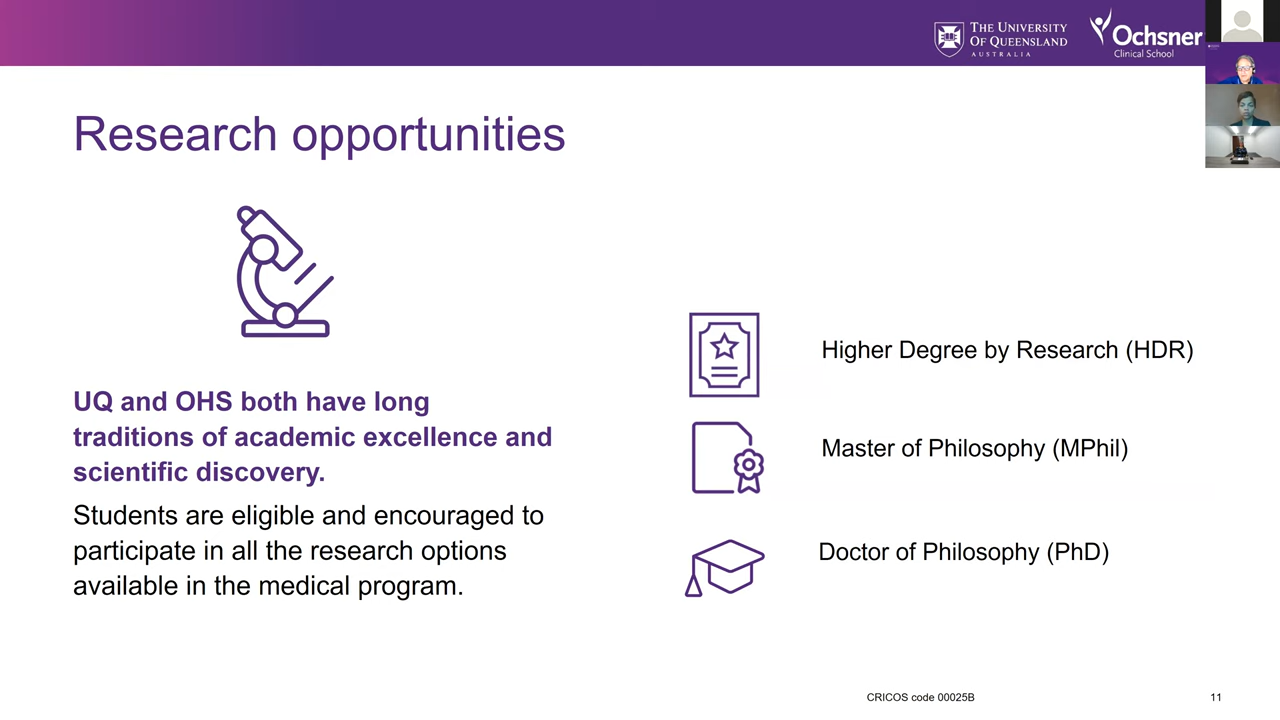 THE UNIVERSITY
OF QUEENSLAND
AUSTRALIA
Ochsner
Clinical School
Research opportunities
UQ and OHS both have long
traditions of academic excellence and
scientific discovery.
Students are eligible and encouraged to
participate in all the research options
available in the medical program.
Higher Degree by Research (HDR)
Master of Philosophy (MPhil)
Doctor of Philosophy (PhD)
CRICOS code 00025B
11